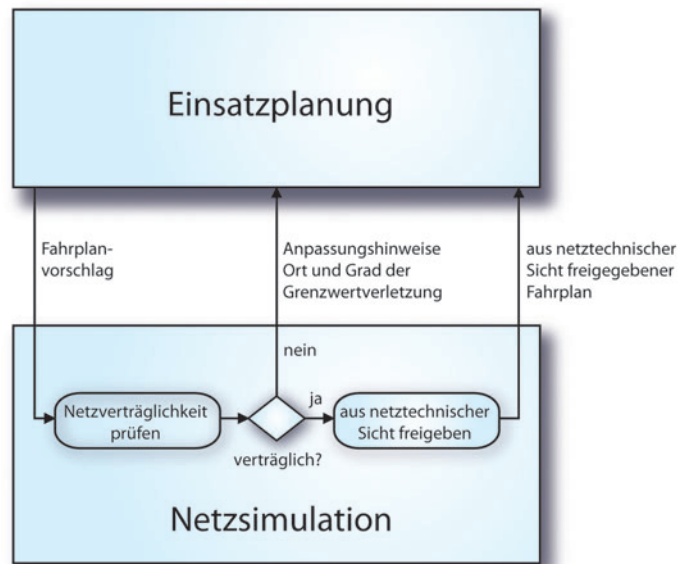 Einsatzplanung
Fahrplan-
vorschlag
Anpassungshinweise
Ort und Grad der
Grenzwertverletzung
aus netztechnischer
Sicht freigegebener
Fahrplan
nein
Netzverträglichkeit
prüfen
ja
aus netztechnischer
Sicht freigeben
verträglich?
Netzsimulation